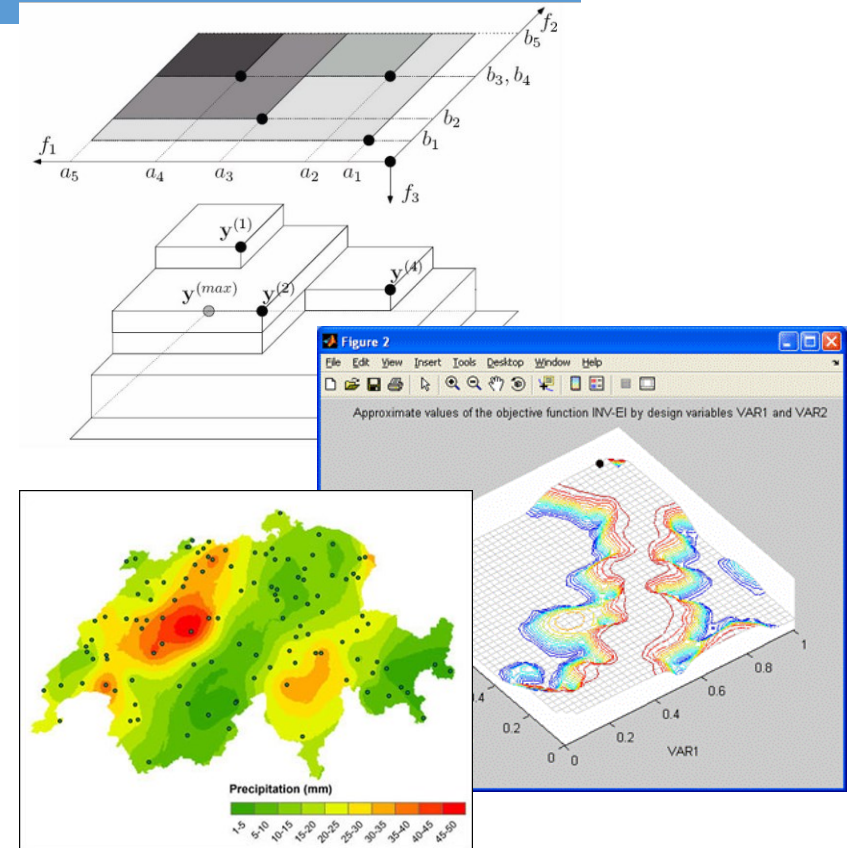 f₂
b₅
b₃, b₄
b₂
b₁
f₁
a₅ a₄ a₃ a₂ a₁
f₃
y⁽¹⁾
y⁽⁴⁾
y⁽ᵐᵃˣ⁾ y⁽²⁾
Figure 2
File Edit View Insert Tools Desktop Window Help
Approximate values of the objective function INV-EI by design variables VAR1 and VAR2
1
0.8
0.6
0.4
0.2
0
VAR1
.4
0.2
0
Precipitation (mm)
1-5 5-10 10-15 15-20 20-25 25-30 30-35 35-40 40-45 45-50